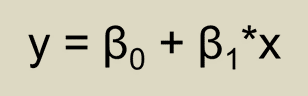 y = β₀ + β₁*x